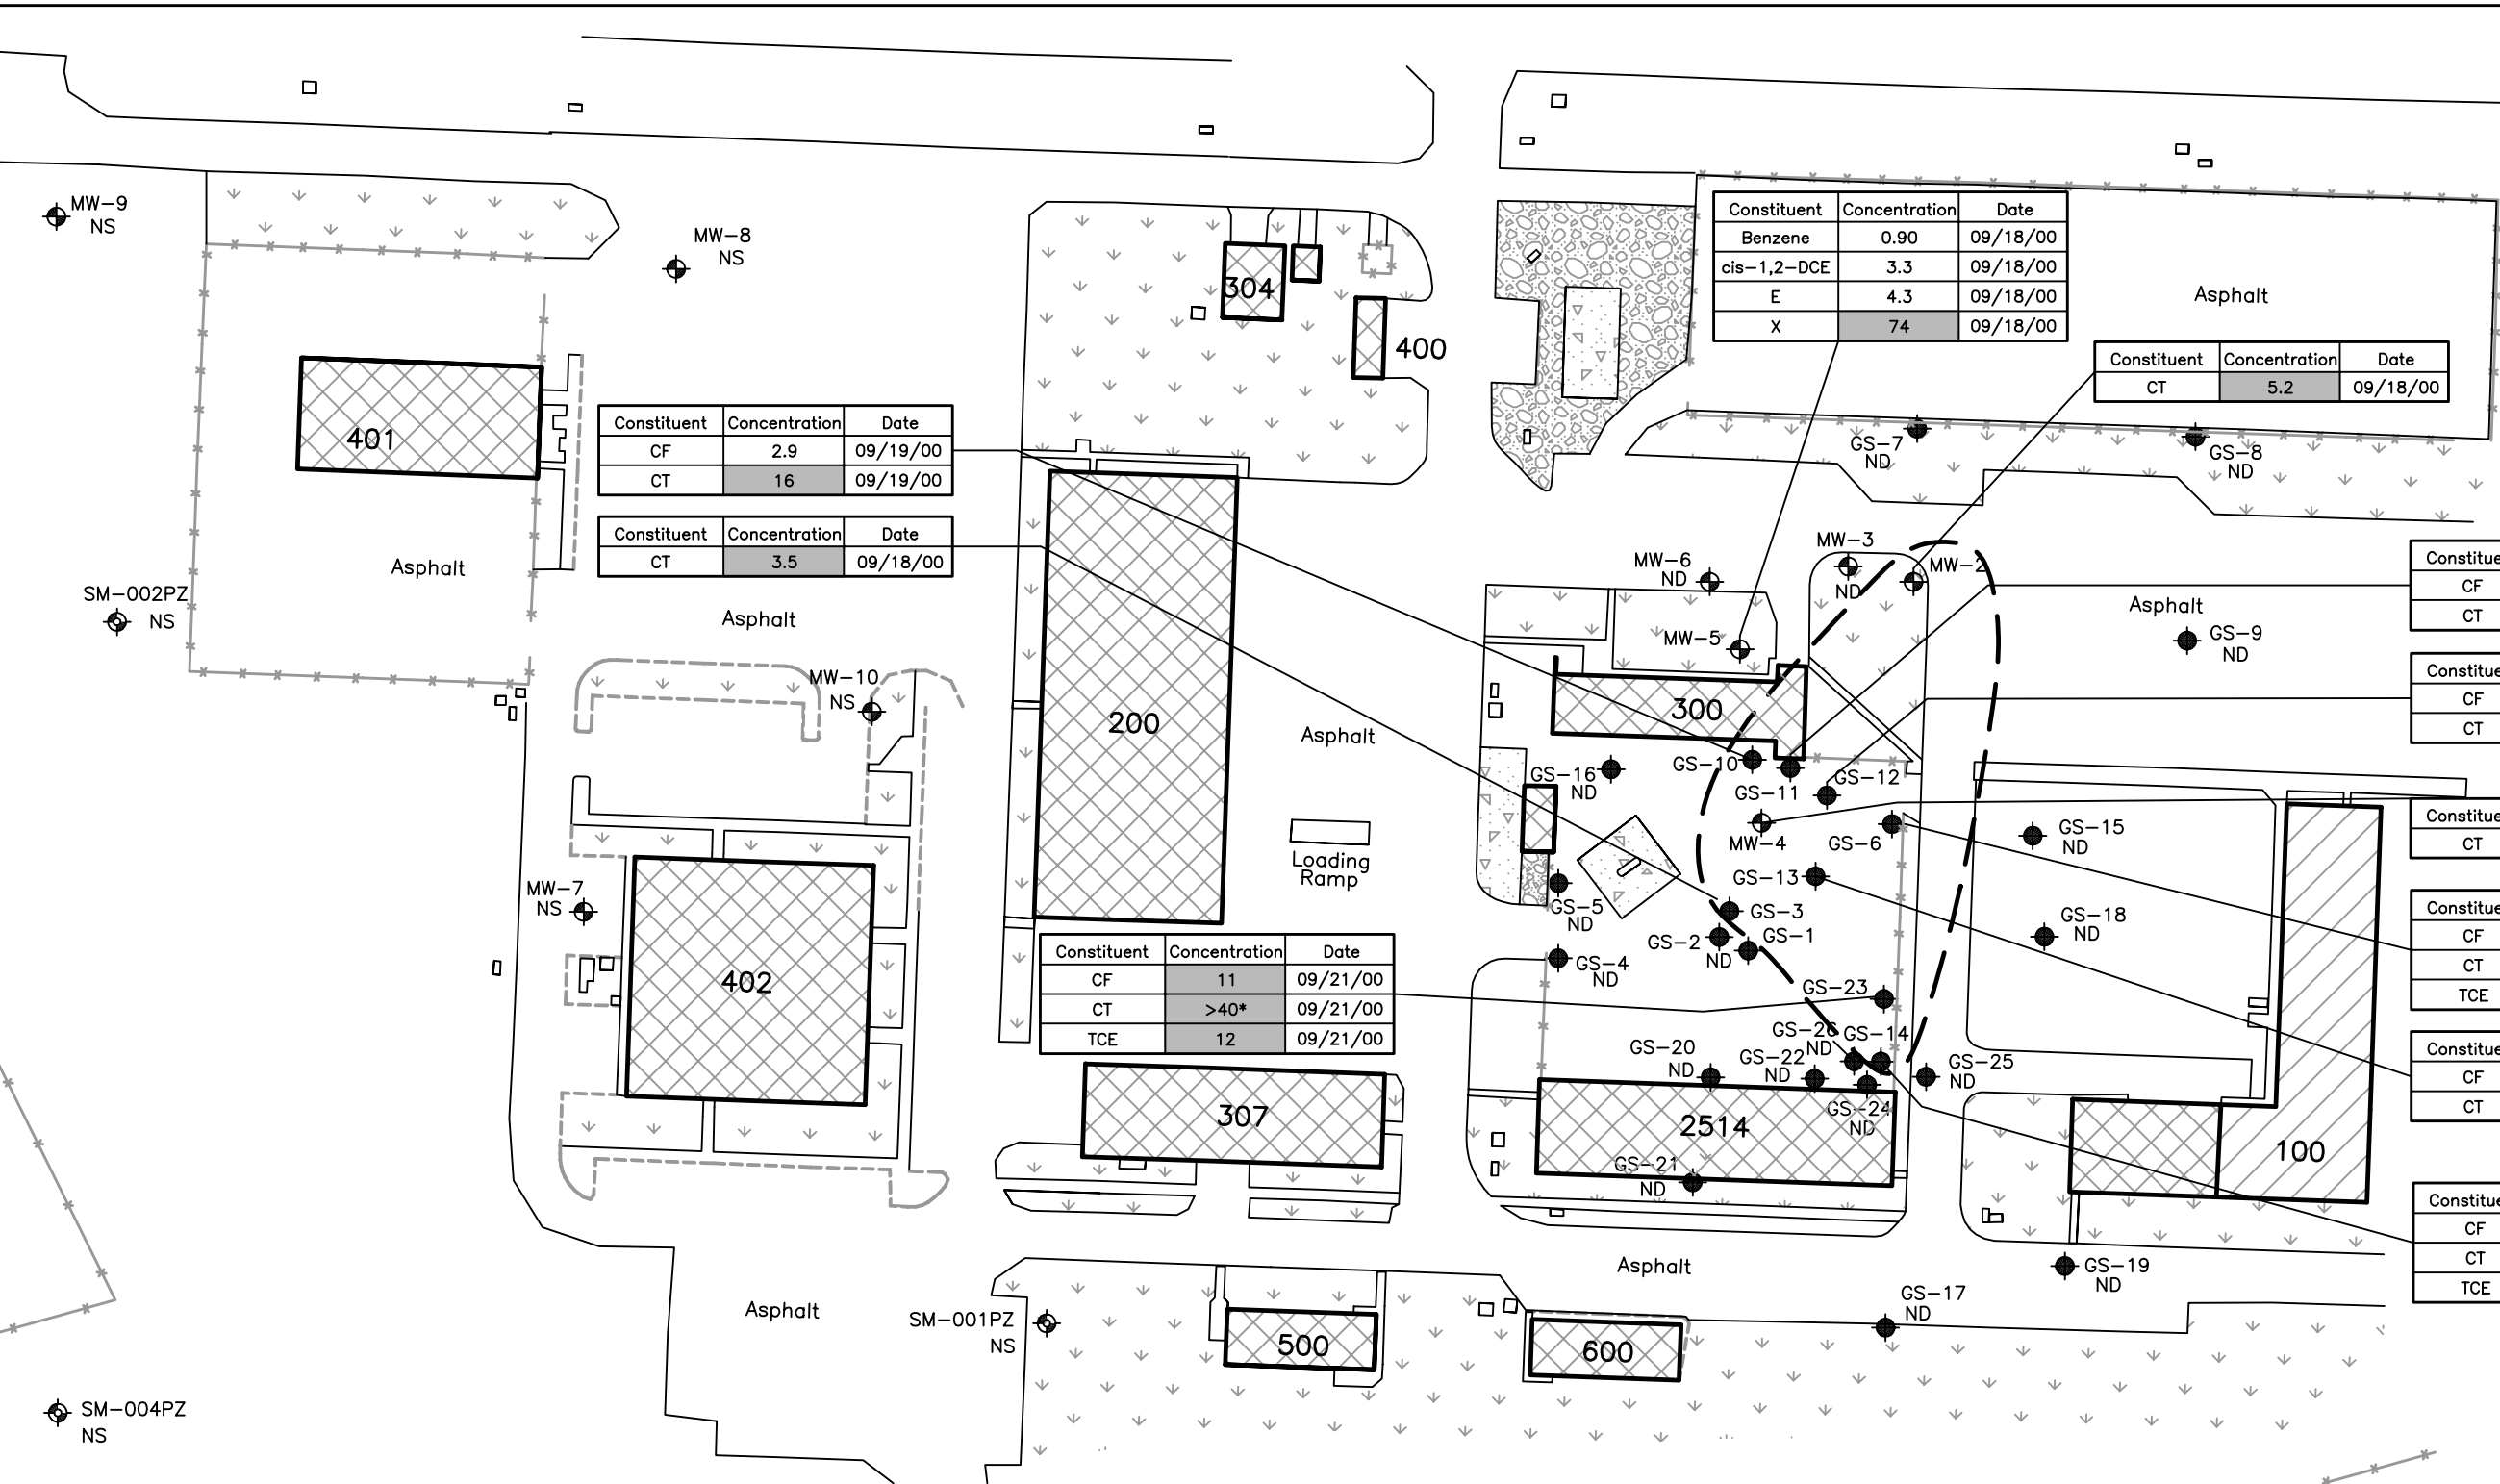 MW-9
NS
MW-8
NS
304
400
401
Constituent Concentration Date
Benzene 0.90 09/18/00
cis-1,2-DCE 3.3 09/18/00
E 4.3 09/18/00
X 74 09/18/00
Asphalt
Constituent Concentration Date
CT 5.2 09/18/00
Constituent Concentration Date
CF 2.9 09/19/00
CT 16 09/19/00
Constituent Concentration Date
CT 3.5 09/18/00
GS-7
ND
GS-8
ND
Asphalt
SM-002PZ
NS
Asphalt
MW-6
ND
MW-3
ND
MW-2
MW-5
Asphalt
GS-9
ND
Constitue
CF
CT
Constitue
CF
CT
MW-10
NS
200
Asphalt
300
GS-16
ND
GS-10
GS-11
GS-12
MW-4
GS-6
GS-15
ND
Constitue
CT
Loading
Ramp
GS-13
GS-5
ND
GS-3
GS-2
ND
GS-1
GS-18
ND
Constitue
CF
CT
TCE
MW-7
NS
402
GS-4
ND
Constituent Concentration Date
CF 11 09/21/00
CT >40* 09/21/00
TCE 12 09/21/00
GS-23
GS-26
ND
GS-14
GS-20
ND
GS-22
ND
GS-25
ND
GS-24
ND
Constitue
CF
CT
307
2514
GS-21
ND
100
Constitue
CF
CT
TCE
Asphalt
GS-19
ND
GS-17
ND
Asphalt
SM-001PZ
NS
500
600
SM-004PZ
NS